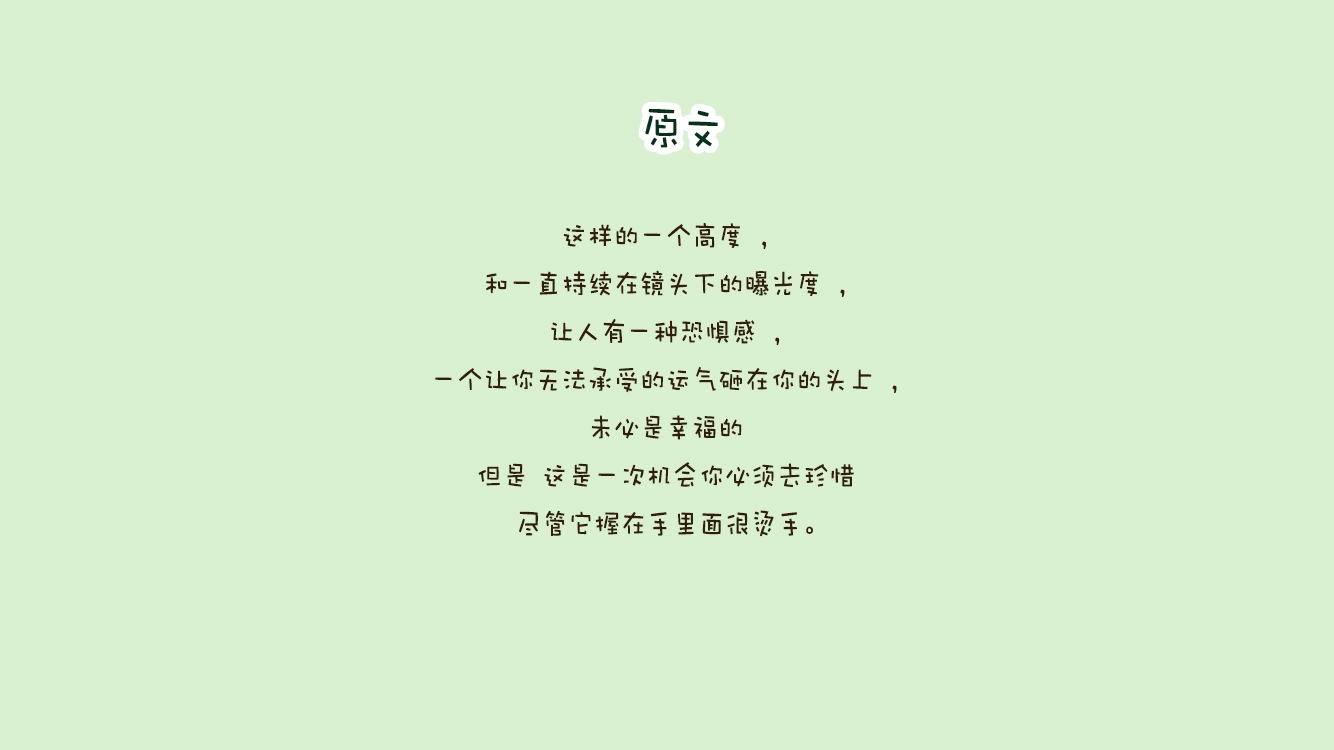 原文
这样的一个高度 ，
和一直持续在镜头下的曝光度 ，
让人有一种恐惧感 ，
一个让你无法承受的运气砸在你的头上 ，
未必是幸福的
但是 这是一次机会你必须去珍惜
尽管它握在手里面很烫手。